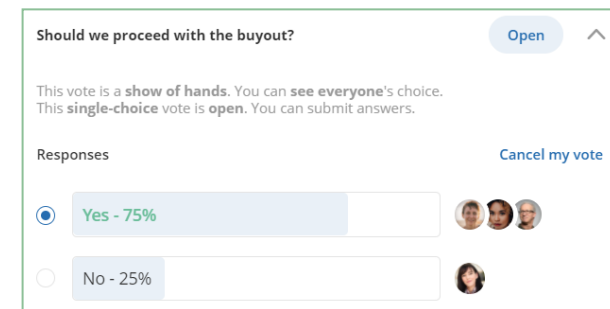 Should we proceed with the buyout? Open
This vote is a show of hands. You can see everyone's choice.
This single-choice vote is open. You can submit answers.
Responses Cancel my vote
Yes - 75%
No - 25%